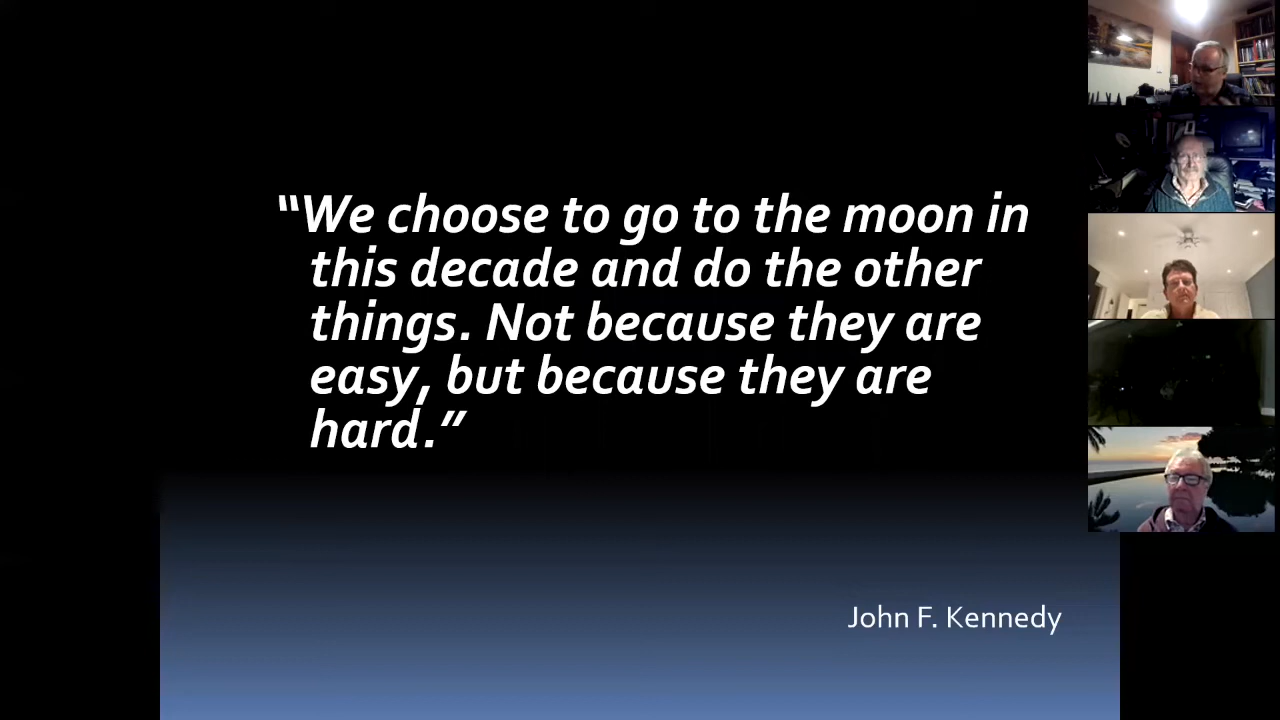 “We choose to go to the moon in
this decade and do the other
things. Not because they are
easy, but because they are
hard.”
John F. Kennedy